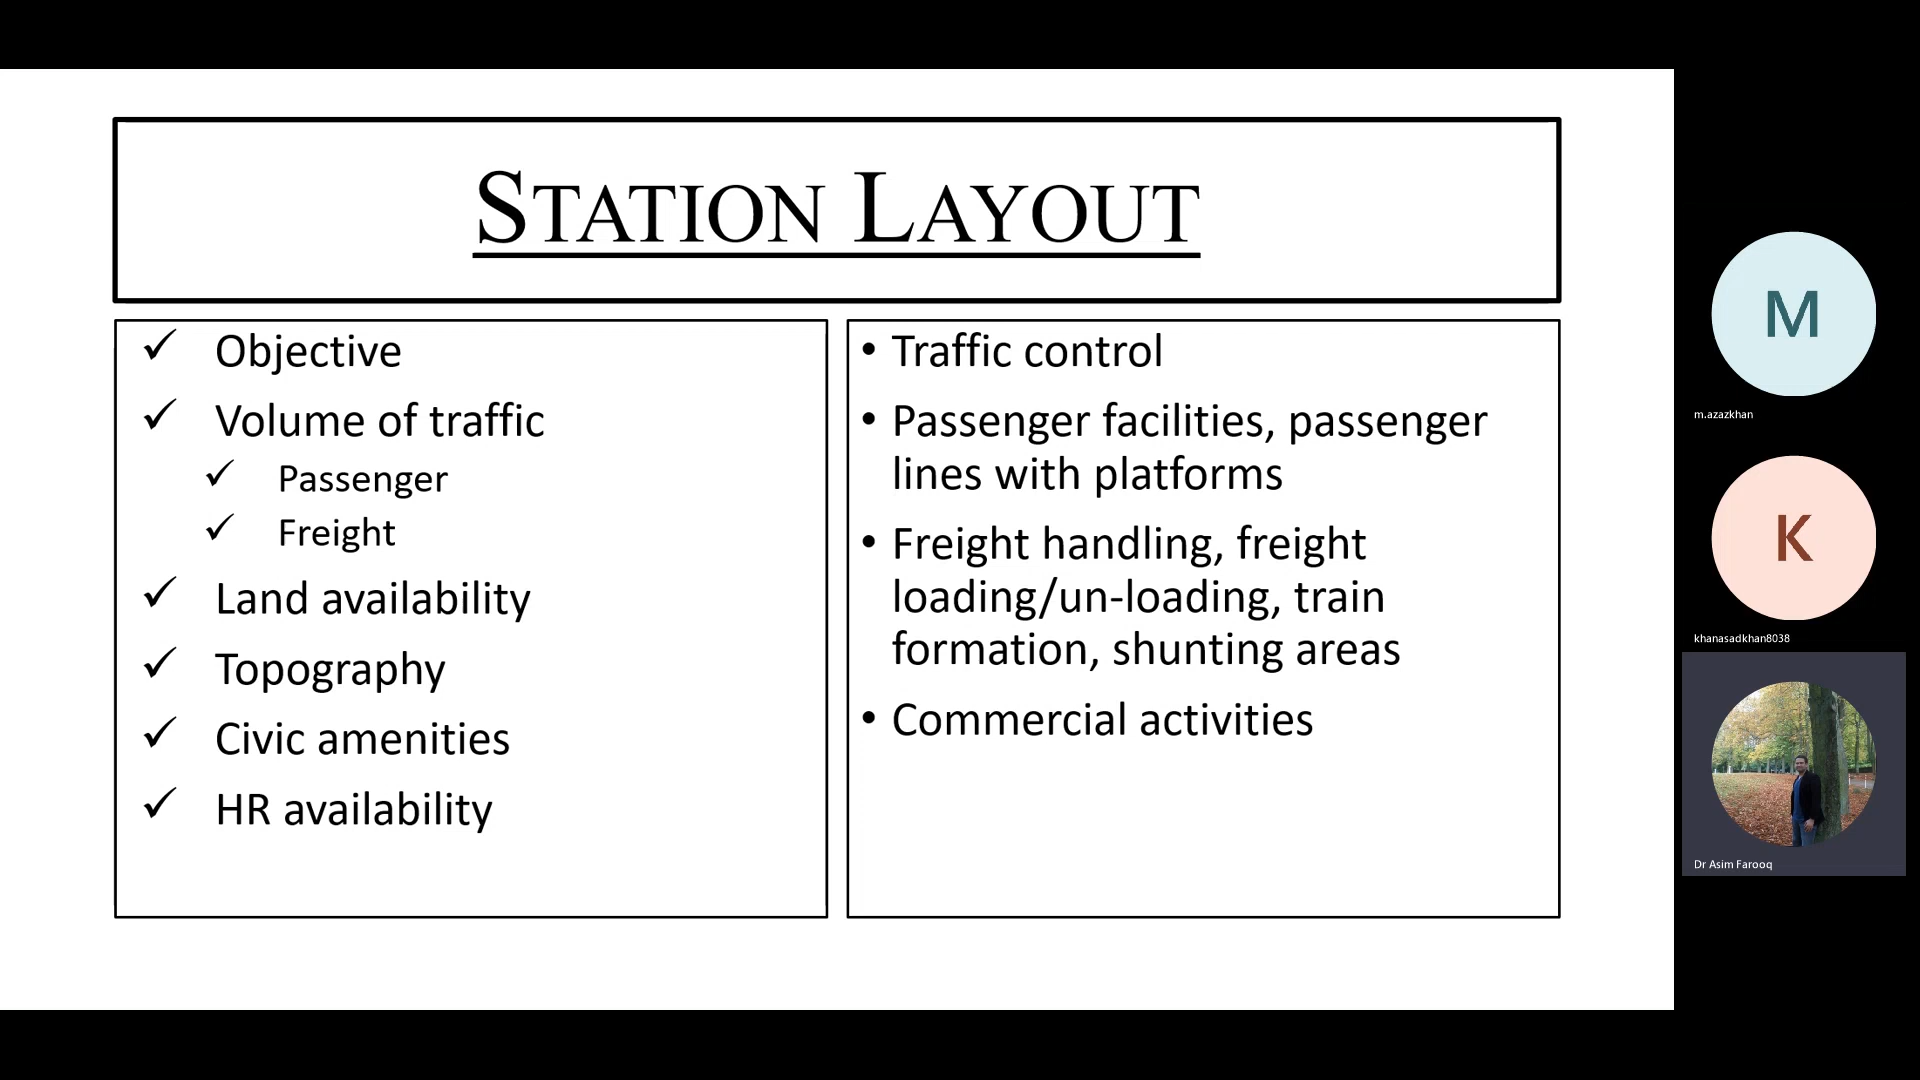 STATION LAYOUT
✓ Objective
✓ Volume of traffic
✓ Passenger
✓ Freight
✓ Land availability
✓ Topography
✓ Civic amenities
✓ HR availability
• Traffic control
• Passenger facilities, passenger
lines with platforms
• Freight handling, freight
loading/un-loading, train
formation, shunting areas
• Commercial activities
M
m.azazkhan
K
khanasadkhan8038
Dr Asim Farooq